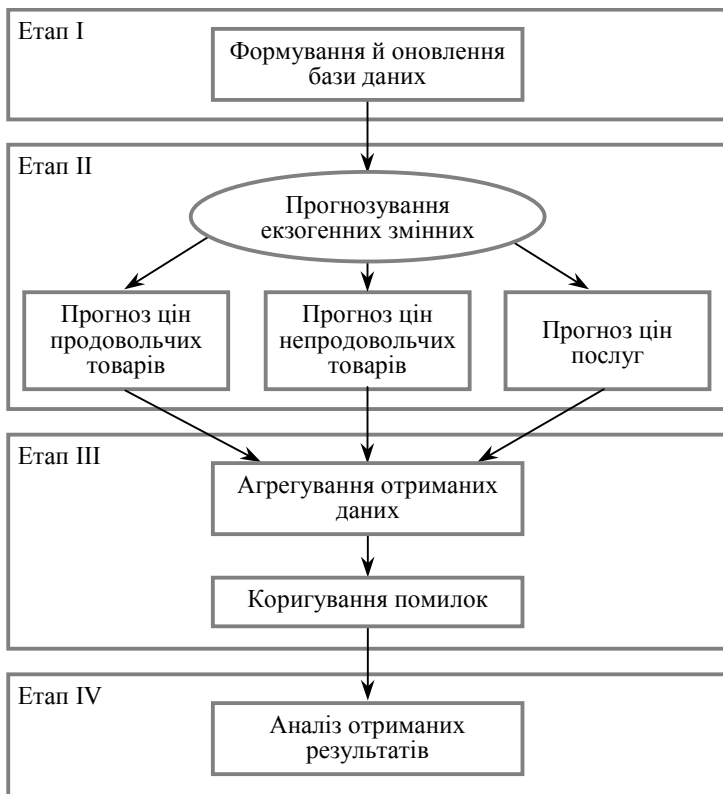 Етап I
Формування й оновлення
бази даних
Етап II
Прогнозування
екзогенних змінних
Прогноз цін
продовольчих
товарів
Прогноз цін
непродовольчих
товарів
Прогноз цін
послуг
Етап III
Агрегування отриманих
даних
Коригування помилок
Етап IV
Аналіз отриманих
результатів